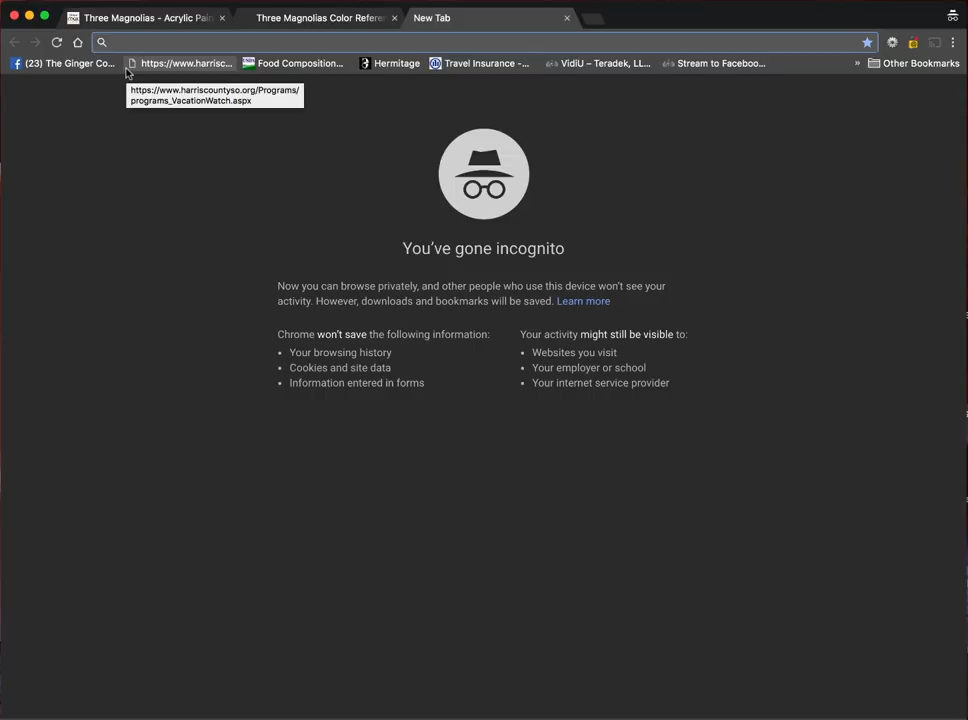 Three Magnolias - Acrylic Pain
Three Magnolias Color Referen
New Tab
(23) The Ginger Co...
https://www.harrisc...
Food Composition...
Hermitage
Travel Insurance -...
VidiU – Teradek, LL...
Stream to Faceboo...
»
Other Bookmarks
https://www.harriscountyso.org/Programs/
programs_VacationWatch.aspx
You've gone incognito
Now you can browse privately, and other people who use this device won't see your
activity. However, downloads and bookmarks will be saved. Learn more
Chrome won't save the following information:
• Your browsing history
• Cookies and site data
• Information entered in forms
Your activity might still be visible to:
• Websites you visit
• Your employer or school
• Your internet service provider